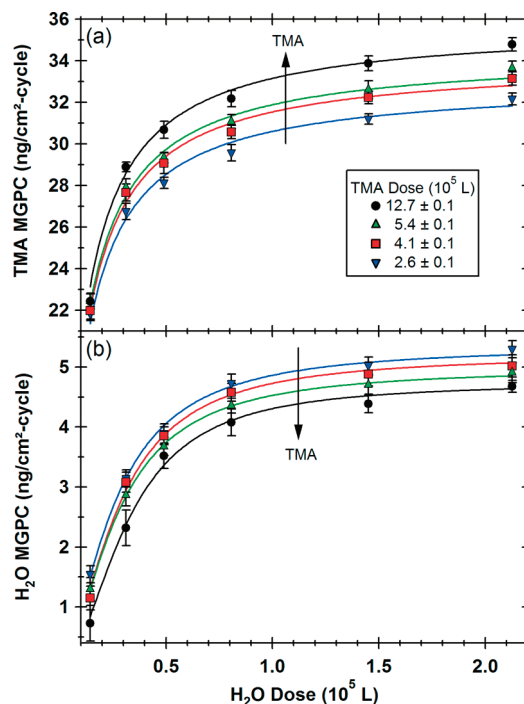 (a)
TMA
36
34
32
30
28
26
24
22
TMA MGPC (ng/cm²-cycle)
TMA Dose (10⁵ L)
12.7 ± 0.1
5.4 ± 0.1
4.1 ± 0.1
2.6 ± 0.1
(b)
TMA
5
4
3
2
1
H₂O MGPC (ng/cm²-cycle)
0.5 1.0 1.5 2.0
H₂O Dose (10⁵ L)